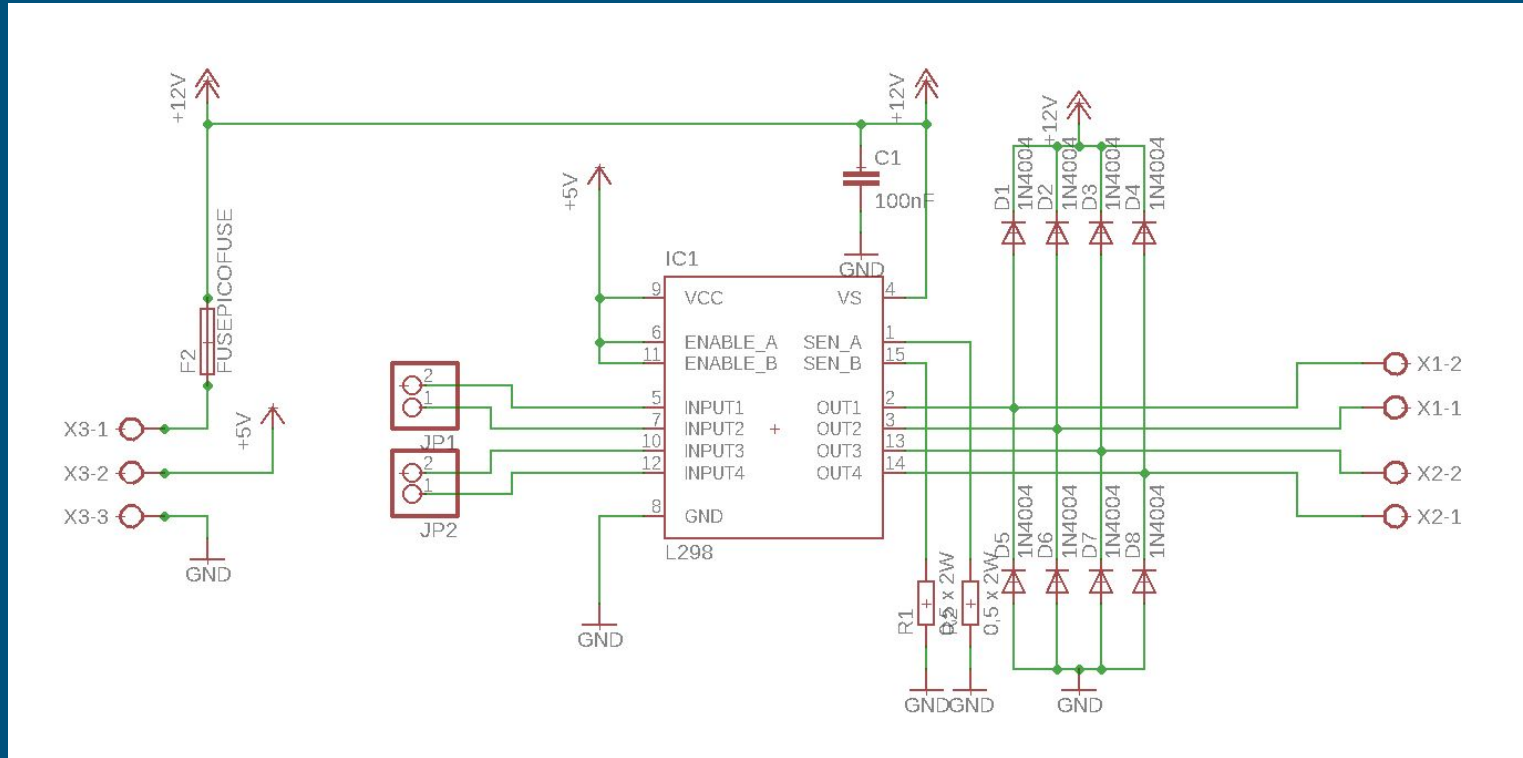 +12V
+12V
+12V
+5V
C1
100nF
GND
D1
1N4004
D2
1N4004
D3
1N4004
D4
1N4004
IC1
9
VCC
VS
4
6
ENABLE_A
SEN_A
1
11
ENABLE_B
SEN_B
15
5
INPUT1
OUT1
2
7
INPUT2
OUT2
3
10
INPUT3
OUT3
13
12
INPUT4
OUT4
14
8
GND
L298
F2
FUSEPICOFUSE
X3-1
+5V
X3-2
X3-3
GND
2
1
JP1
2
1
JP2
GND
X1-2
X1-1
X2-2
X2-1
R1
0,5 x 2W
R2
0,5 x 2W
D5
1N4004
D6
1N4004
D7
1N4004
D8
1N4004
GND
GND
GND